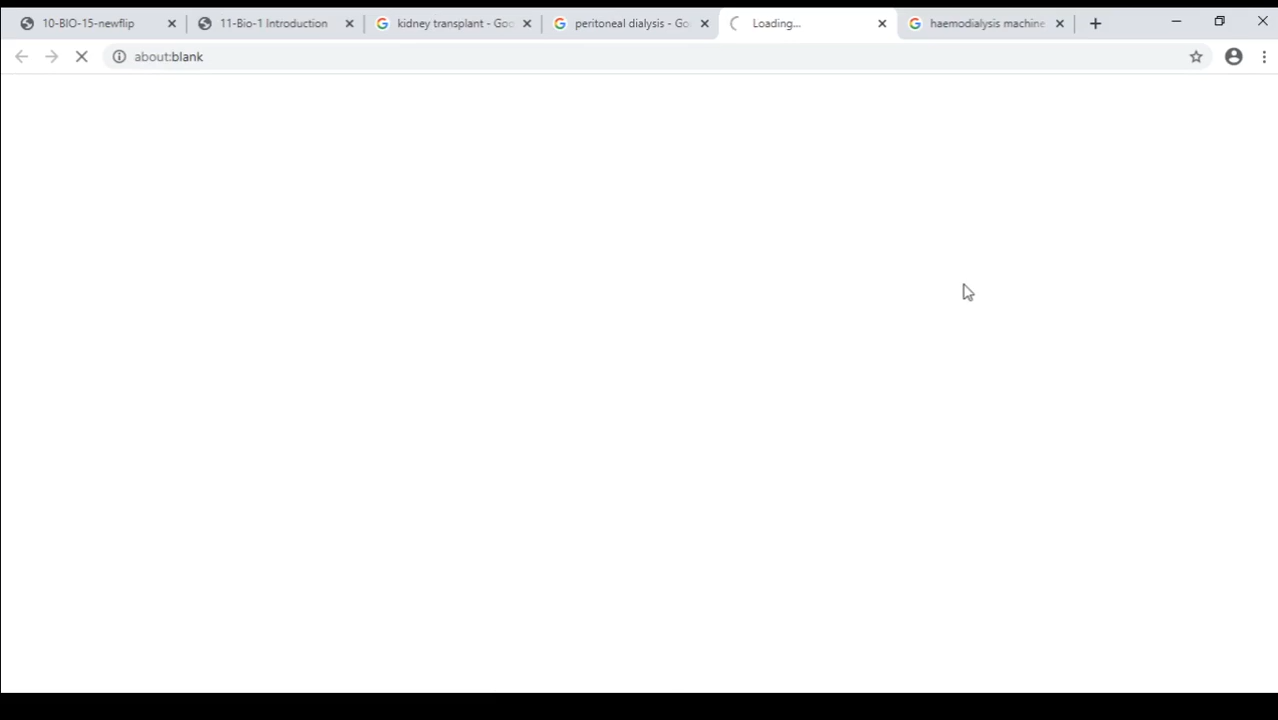 10-BIO-15-newflip
11-Bio-1 Introduction
kidney transplant - Goo
peritoneal dialysis - Go
Loading...
haemodialysis machine
about:blank